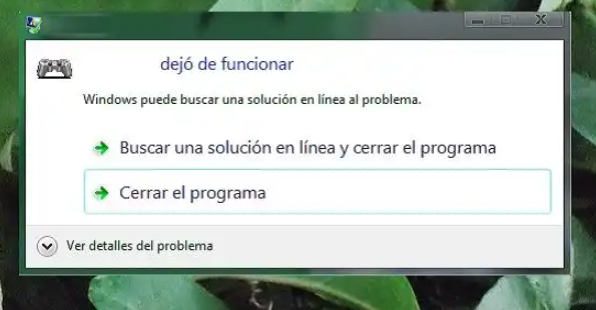 dejó de funcionar
Windows puede buscar una solución en línea al problema.
Buscar una solución en línea y cerrar el programa
Cerrar el programa
Ver detalles del problema